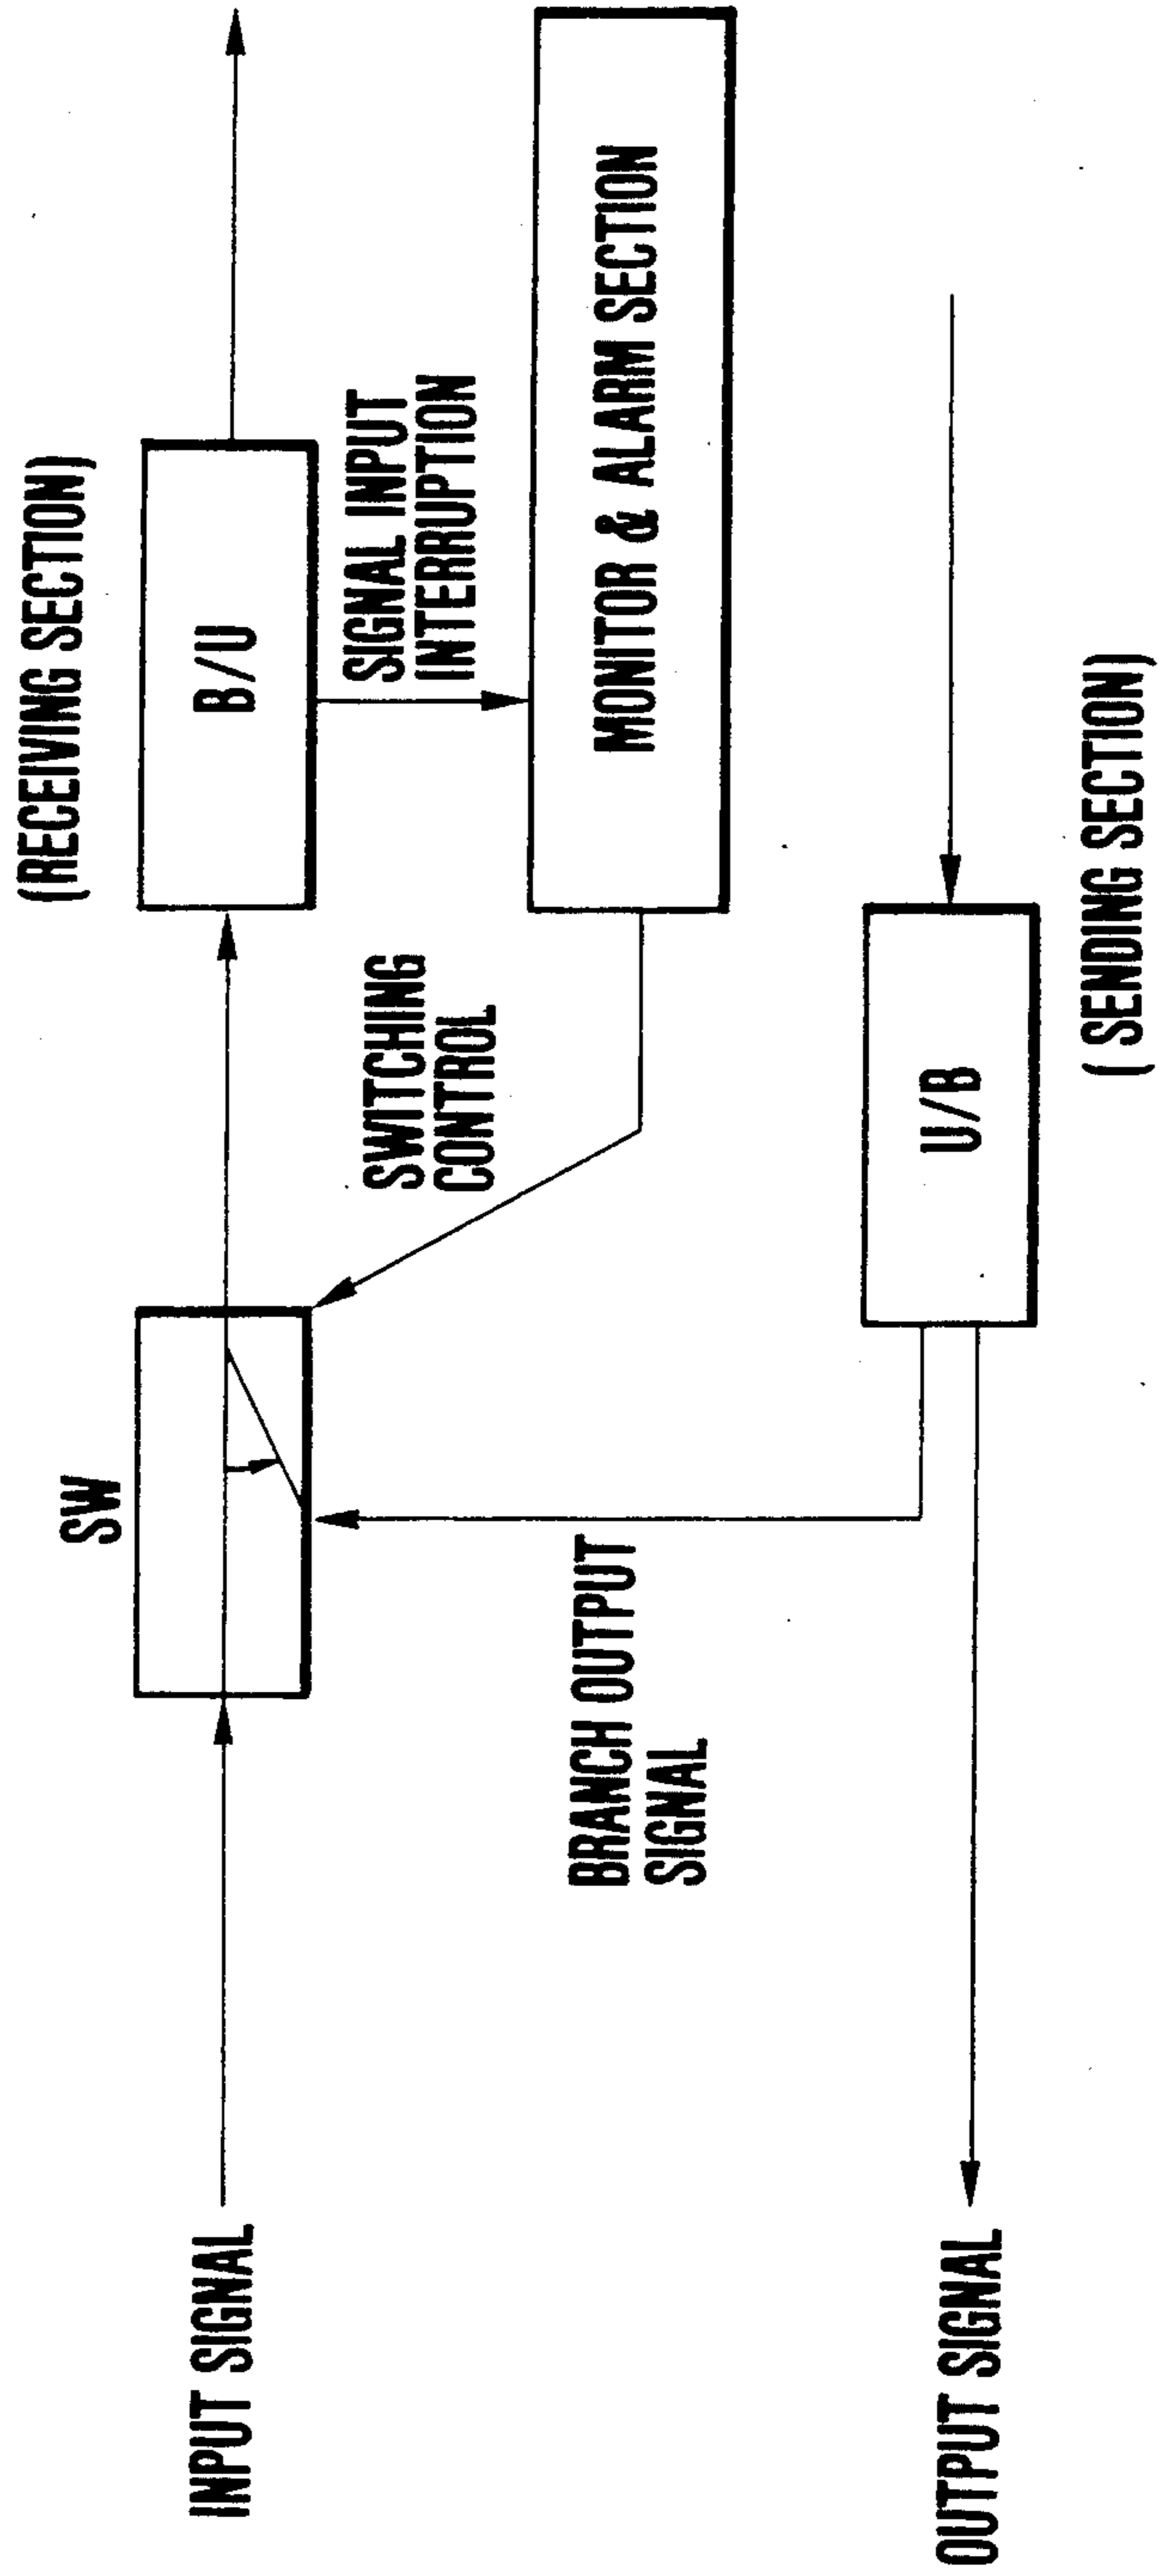 (RECEIVING SECTION)
SW
B/U
INPUT SIGNAL
SIGNAL INPUT
INTERRUPTION
SWITCHING
CONTROL
MONITOR & ALARM SECTION
BRANCH OUTPUT
SIGNAL
U/B
OUTPUT SIGNAL
( SENDING SECTION)